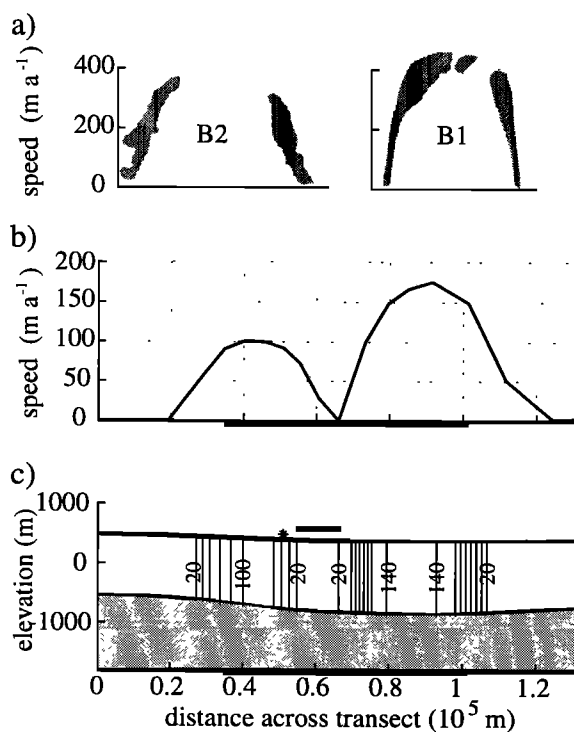 a)
speed (m a⁻¹)
400
200
0
B2
B1
b)
speed (m a⁻¹)
200
150
100
50
0
c)
elevation (m)
1000
0
-1000
20
100
20
20
140
140
20
*
0 0.2 0.4 0.6 0.8 1 1.2
distance across transect (10⁵ m)